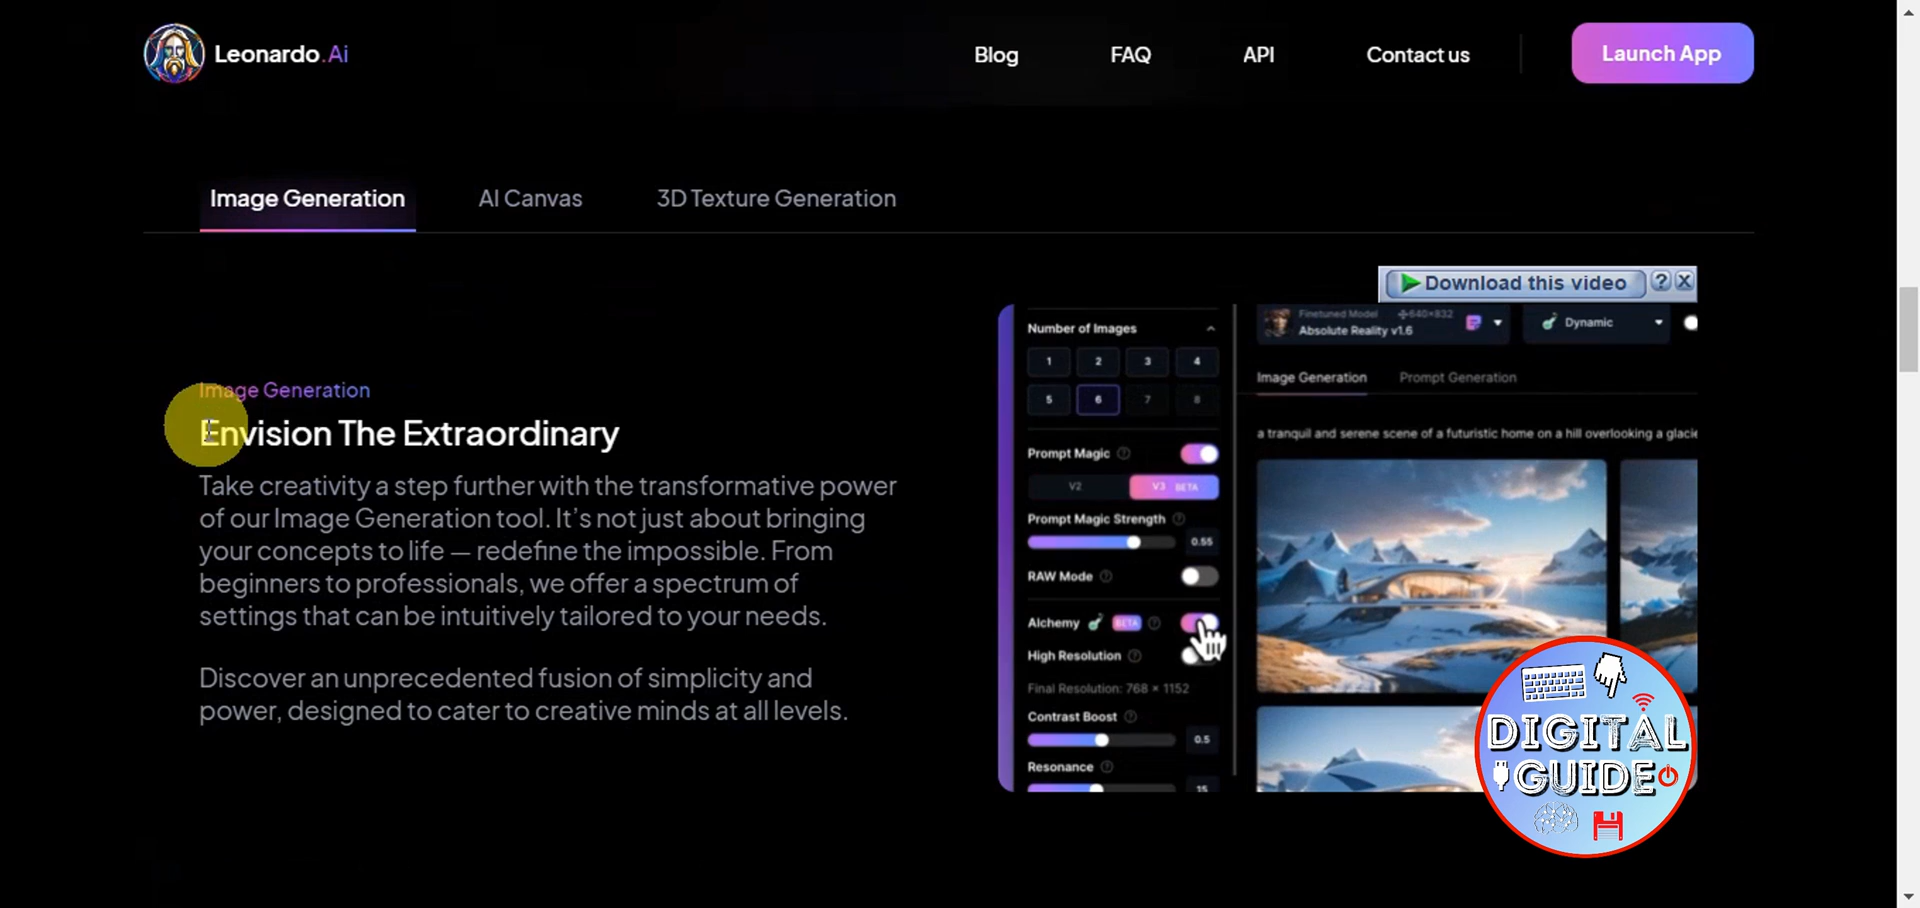 Leonardo.Ai
Blog
FAQ
API
Contact us
Launch App
Image Generation
AI Canvas
3D Texture Generation
Download this video
?
X
Image Generation
Envision The Extraordinary
Take creativity a step further with the transformative power
of our Image Generation tool. It's not just about bringing
your concepts to life — redefine the impossible. From
beginners to professionals, we offer a spectrum of
settings that can be intuitively tailored to your needs.
Discover an unprecedented fusion of simplicity and
power, designed to cater to creative minds at all levels.
Number of Images
1 2 3 4
5 6 7 8
Prompt Magic ?
V2 V3 BETA
Prompt Magic Strength ?
0.55
RAW Mode ?
Alchemy BETA ?
High Resolution ?
Final Resolution: 768 × 1152
Contrast Boost ?
0.5
Resonance ?
15
Finetuned Model 640×832
Absolute Reality v1.6
Dynamic
Image Generation
Prompt Generation
a tranquil and serene scene of a futuristic home on a hill overlooking a glacie
DIGITAL
GUIDE